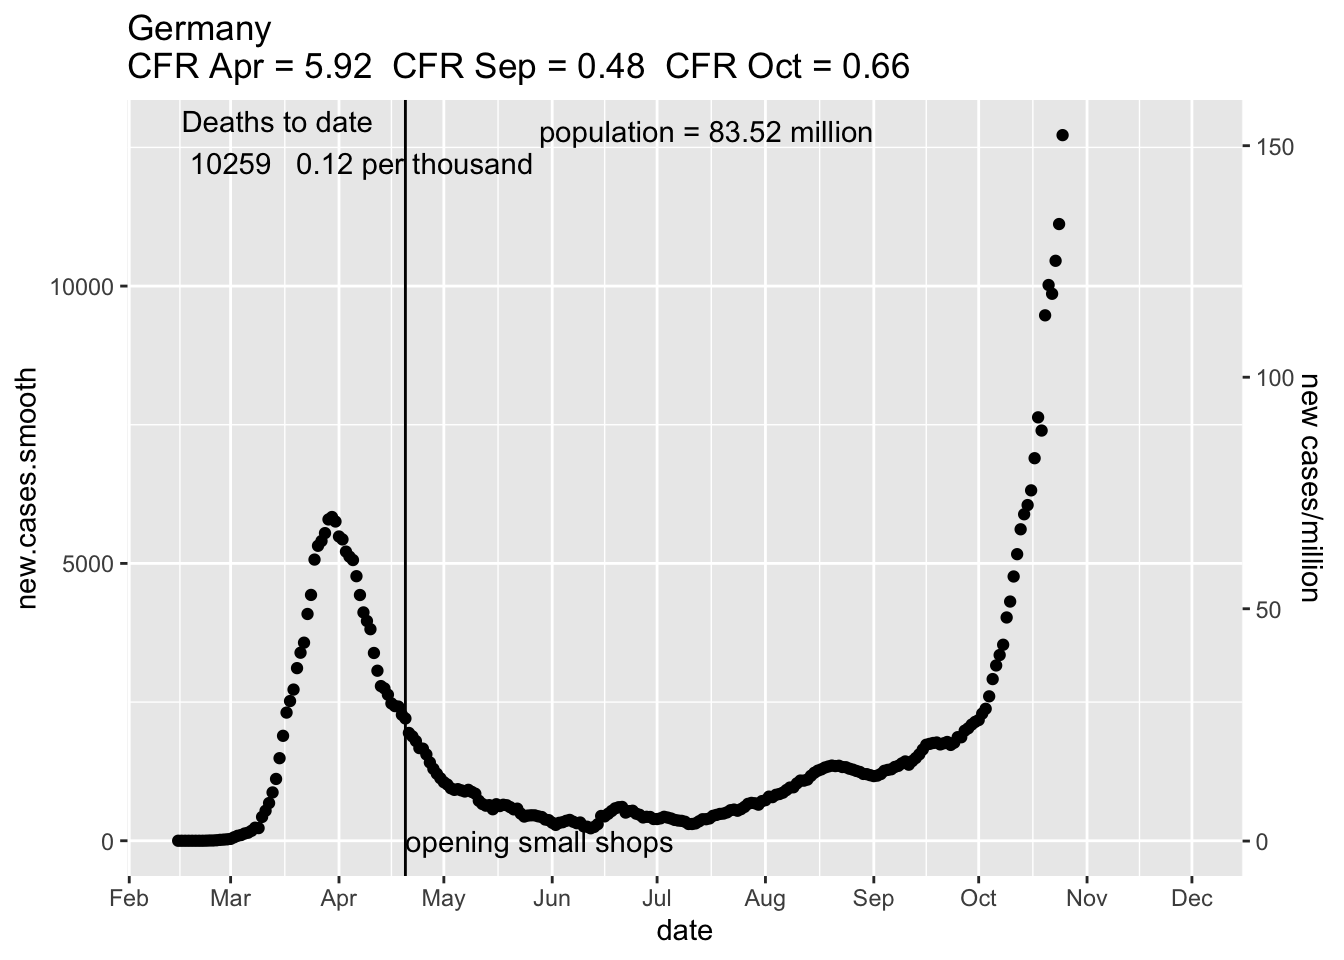 Germany
CFR Apr = 5.92  CFR Sep = 0.48  CFR Oct = 0.66
Deaths to date
population = 83.52 million
10259   0.12 per thousand
150
10000
100
new.cases.smooth
new cases/million
5000
50
0
opening small shops
0
Feb Mar Apr May Jun Jul Aug Sep Oct Nov Dec
date